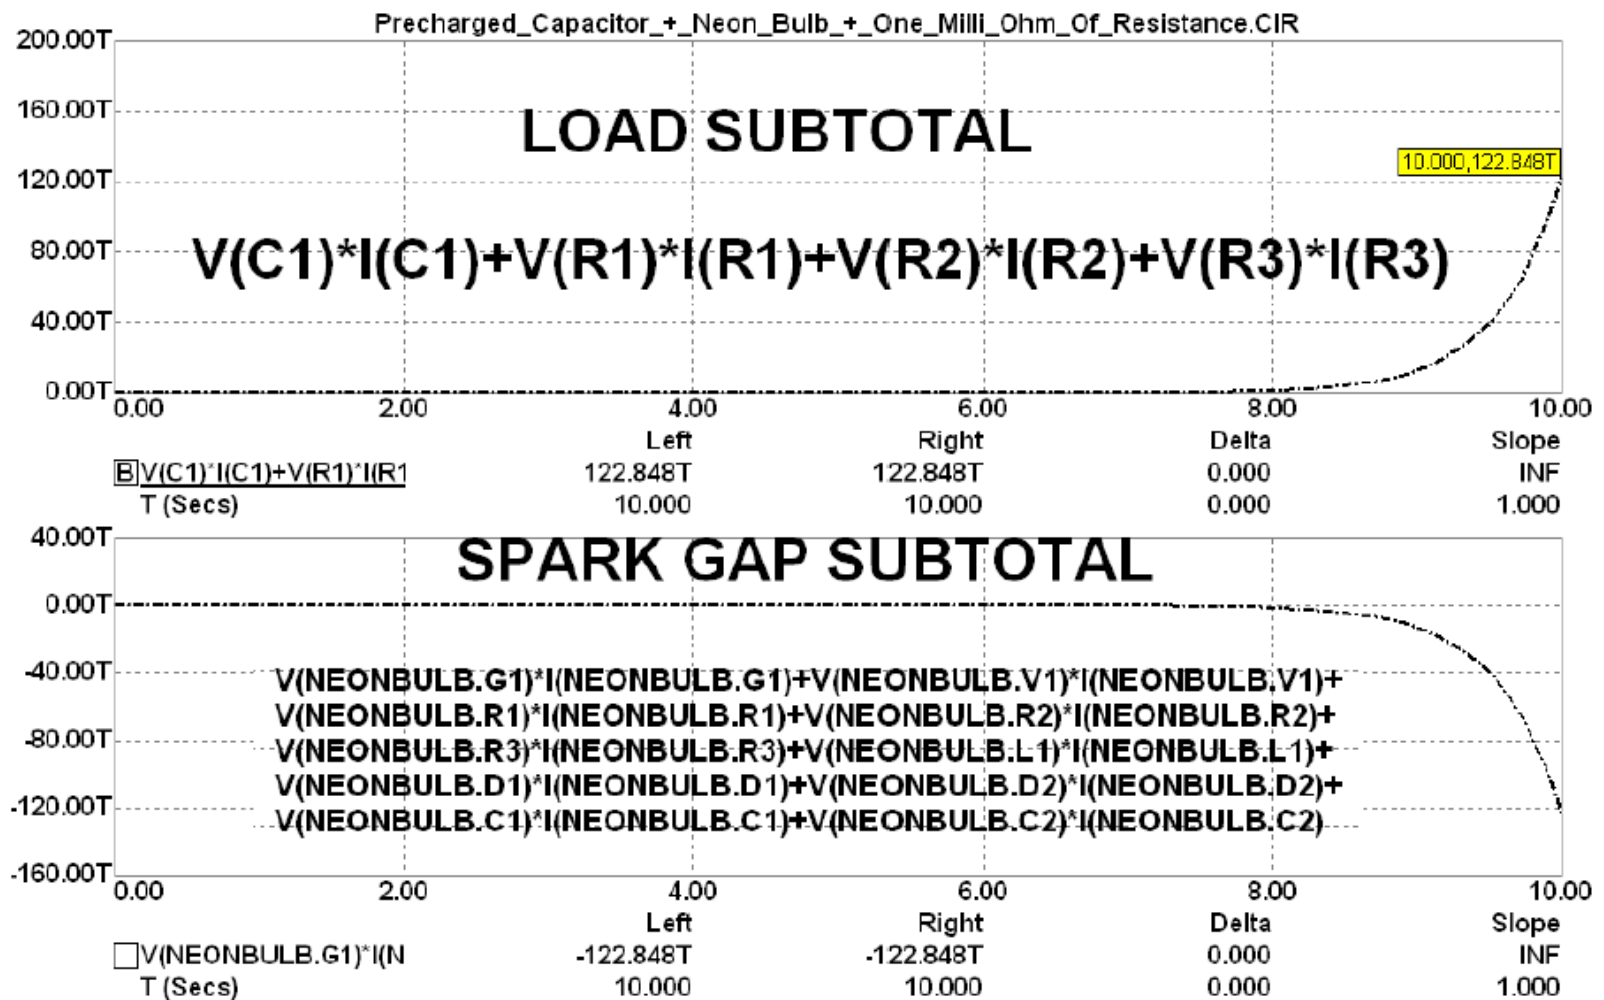 Precharged_Capacitor_+_Neon_Bulb_+_One_Milli_Ohm_Of_Resistance.CIR
200.00T
160.00T
LOAD SUBTOTAL
10.000,122.848T
120.00T
80.00T
V(C1)*I(C1)+V(R1)*I(R1)+V(R2)*I(R2)+V(R3)*I(R3)
40.00T
0.00T
0.00 2.00 4.00 6.00 8.00 10.00
Left Right Delta Slope
B V(C1)*I(C1)+V(R1)*I(R1 122.848T 122.848T 0.000 INF
T (Secs) 10.000 10.000 0.000 1.000
40.00T
SPARK GAP SUBTOTAL
0.00T
-40.00T
V(NEONBULB.G1)*I(NEONBULB.G1)+V(NEONBULB.V1)*I(NEONBULB.V1)+
V(NEONBULB.R1)*I(NEONBULB.R1)+V(NEONBULB.R2)*I(NEONBULB.R2)+
-80.00T
V(NEONBULB.R3)*I(NEONBULB.R3)+V(NEONBULB.L1)*I(NEONBULB.L1)+
V(NEONBULB.D1)*I(NEONBULB.D1)+V(NEONBULB.D2)*I(NEONBULB.D2)+
-120.00T
V(NEONBULB.C1)*I(NEONBULB.C1)+V(NEONBULB.C2)*I(NEONBULB.C2)
-160.00T
0.00 2.00 4.00 6.00 8.00 10.00
Left Right Delta Slope
V(NEONBULB.G1)*I(N -122.848T -122.848T 0.000 INF
T (Secs) 10.000 10.000 0.000 1.000